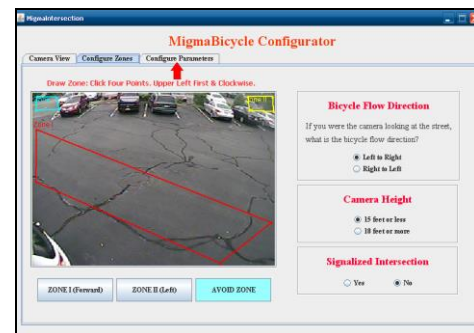 MigmaIntersection
MigmaBicycle Configurator
Camera View
Configure Zones
Configure Parameters
Draw Zone: Click Four Points. Upper Left First & Clockwise.
Bicycle Flow Direction
If you were the camera looking at the street,
what is the bicycle flow direction?
Left to Right
Right to Left
Camera Height
15 feet or less
18 feet or more
Signalized Intersection
Yes
No
ZONE I (Forward)
ZONE II (Left)
AVOID ZONE